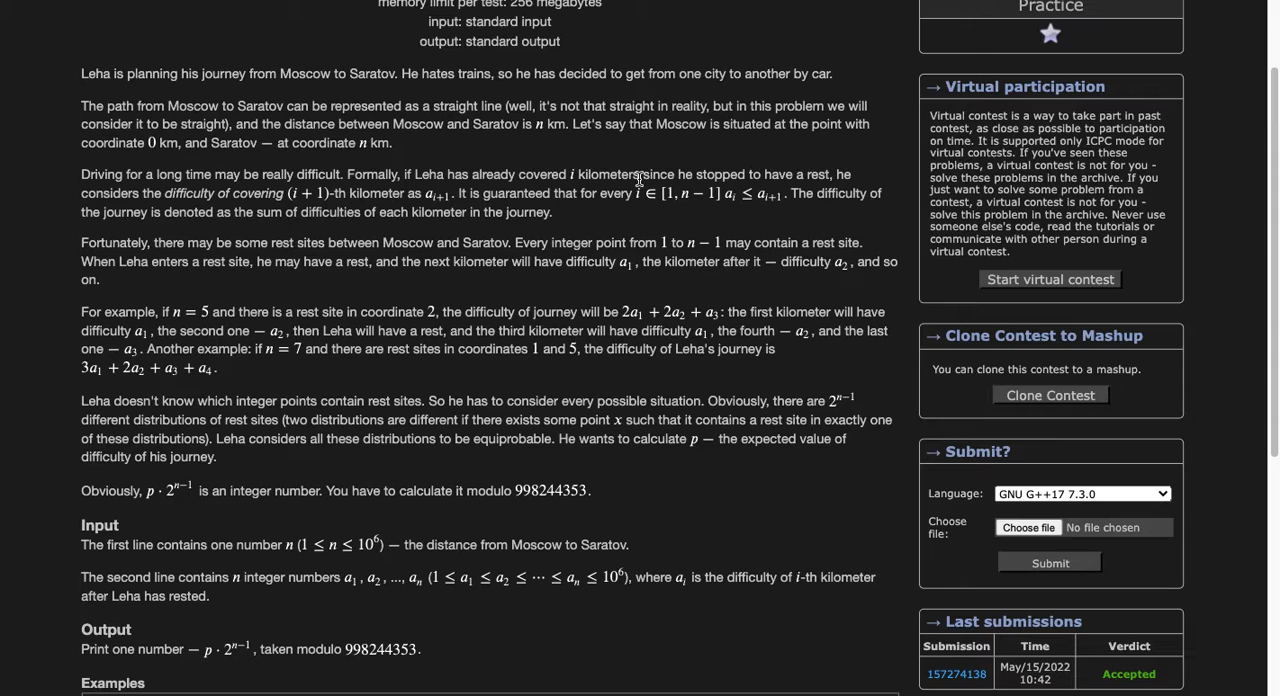 memory limit per test: 256 megabytes
input: standard input
output: standard output
Leha is planning his journey from Moscow to Saratov. He hates trains, so he has decided to get from one city to another by car.
The path from Moscow to Saratov can be represented as a straight line (well, it's not that straight in reality, but in this problem we will
consider it to be straight), and the distance between Moscow and Saratov is n km. Let's say that Moscow is situated at the point with
coordinate 0 km, and Saratov — at coordinate n km.
Driving for a long time may be really difficult. Formally, if Leha has already covered i kilometers since he stopped to have a rest, he
considers the difficulty of covering (i + 1)-th kilometer as a_{i+1}. It is guaranteed that for every i ∈ [1, n − 1] a_i ≤ a_{i+1}. The difficulty of
the journey is denoted as the sum of difficulties of each kilometer in the journey.
Fortunately, there may be some rest sites between Moscow and Saratov. Every integer point from 1 to n − 1 may contain a rest site.
When Leha enters a rest site, he may have a rest, and the next kilometer will have difficulty a_1, the kilometer after it — difficulty a_2, and so
on.
For example, if n = 5 and there is a rest site in coordinate 2, the difficulty of journey will be 2a_1 + 2a_2 + a_3: the first kilometer will have
difficulty a_1, the second one — a_2, then Leha will have a rest, and the third kilometer will have difficulty a_1, the fourth — a_2, and the last
one — a_3. Another example: if n = 7 and there are rest sites in coordinates 1 and 5, the difficulty of Leha's journey is
3a_1 + 2a_2 + a_3 + a_4.
Leha doesn't know which integer points contain rest sites. So he has to consider every possible situation. Obviously, there are 2^{n−1}
different distributions of rest sites (two distributions are different if there exists some point x such that it contains a rest site in exactly one
of these distributions). Leha considers all these distributions to be equiprobable. He wants to calculate p — the expected value of
difficulty of his journey.
Obviously, p · 2^{n−1} is an integer number. You have to calculate it modulo 998244353.
Input
The first line contains one number n (1 ≤ n ≤ 10^6) — the distance from Moscow to Saratov.
The second line contains n integer numbers a_1, a_2, ..., a_n (1 ≤ a_1 ≤ a_2 ≤ ⋯ ≤ a_n ≤ 10^6), where a_i is the difficulty of i-th kilometer
after Leha has rested.
Output
Print one number — p · 2^{n−1}, taken modulo 998244353.
Examples
Practice
→ Virtual participation
Virtual contest is a way to take part in past
contest, as close as possible to participation
on time. It is supported only ICPC mode for
virtual contests. If you've seen these
problems, a virtual contest is not for you -
solve these problems in the archive. If you
just want to solve some problem from a
contest, a virtual contest is not for you -
solve this problem in the archive. Never use
someone else's code, read the tutorials or
communicate with other person during a
virtual contest.
Start virtual contest
→ Clone Contest to Mashup
You can clone this contest to a mashup.
Clone Contest
→ Submit?
Language: GNU G++17 7.3.0
Choose
file: Choose file No file chosen
Submit
→ Last submissions
Submission Time Verdict
157274138 May/15/2022
10:42 Accepted